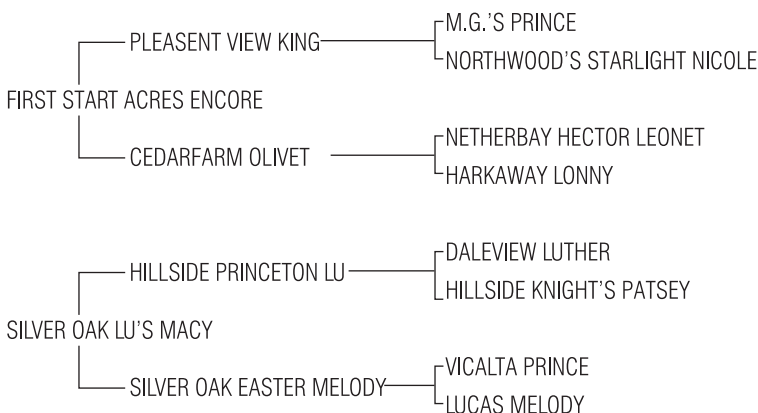 M.G.'S PRINCE
PLEASENT VIEW KING
NORTHWOOD'S STARLIGHT NICOLE
FIRST START ACRES ENCORE
NETHERBAY HECTOR LEONET
CEDARFARM OLIVET
HARKAWAY LONNY
DALEVIEW LUTHER
HILLSIDE PRINCETON LU
HILLSIDE KNIGHT'S PATSEY
SILVER OAK LU'S MACY
VICALTA PRINCE
SILVER OAK EASTER MELODY
LUCAS MELODY